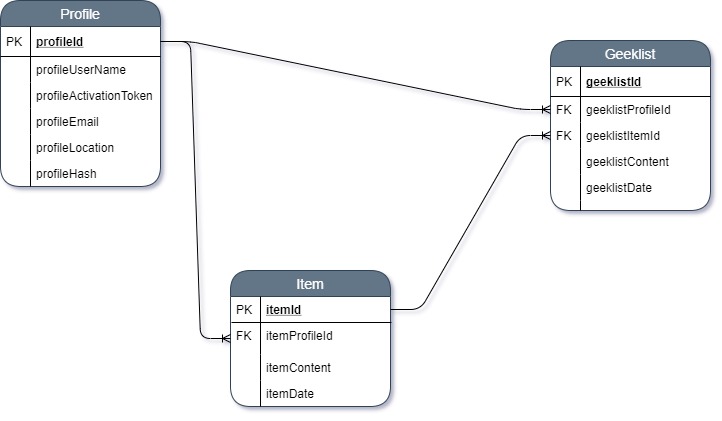 Profile
PK profileId
profileUserName
profileActivationToken
profileEmail
profileLocation
profileHash
Geeklist
PK geeklistId
FK geeklistProfileId
FK geeklistItemId
geeklistContent
geeklistDate
Item
PK itemId
FK itemProfileId
itemContent
itemDate